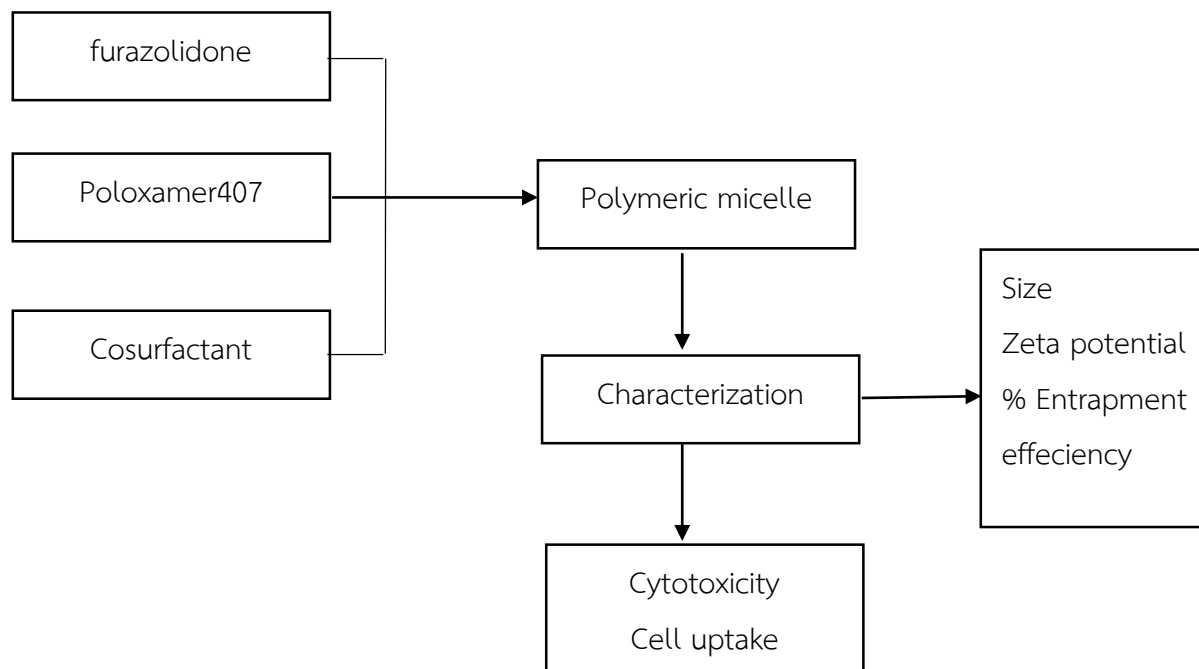 furazolidone
Poloxamer407
Cosurfactant
Polymeric micelle
Characterization
Size
Zeta potential
% Entrapment
effeciency
Cytotoxicity
Cell uptake